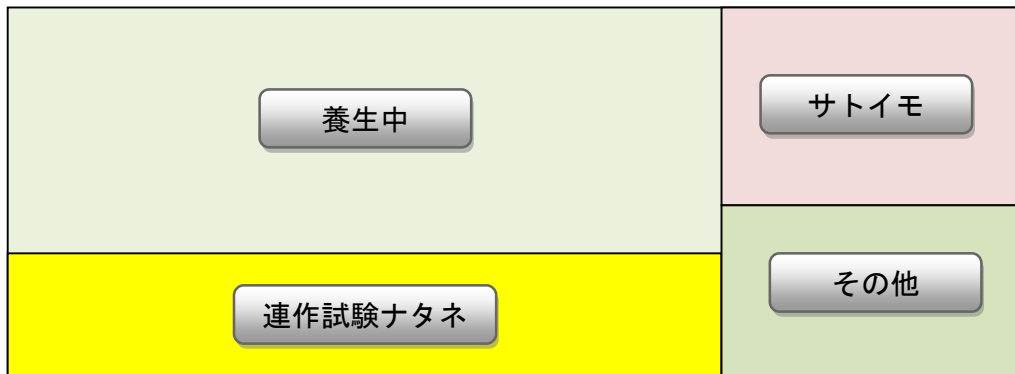 養生中
サトイモ
連作試験ナタネ
その他